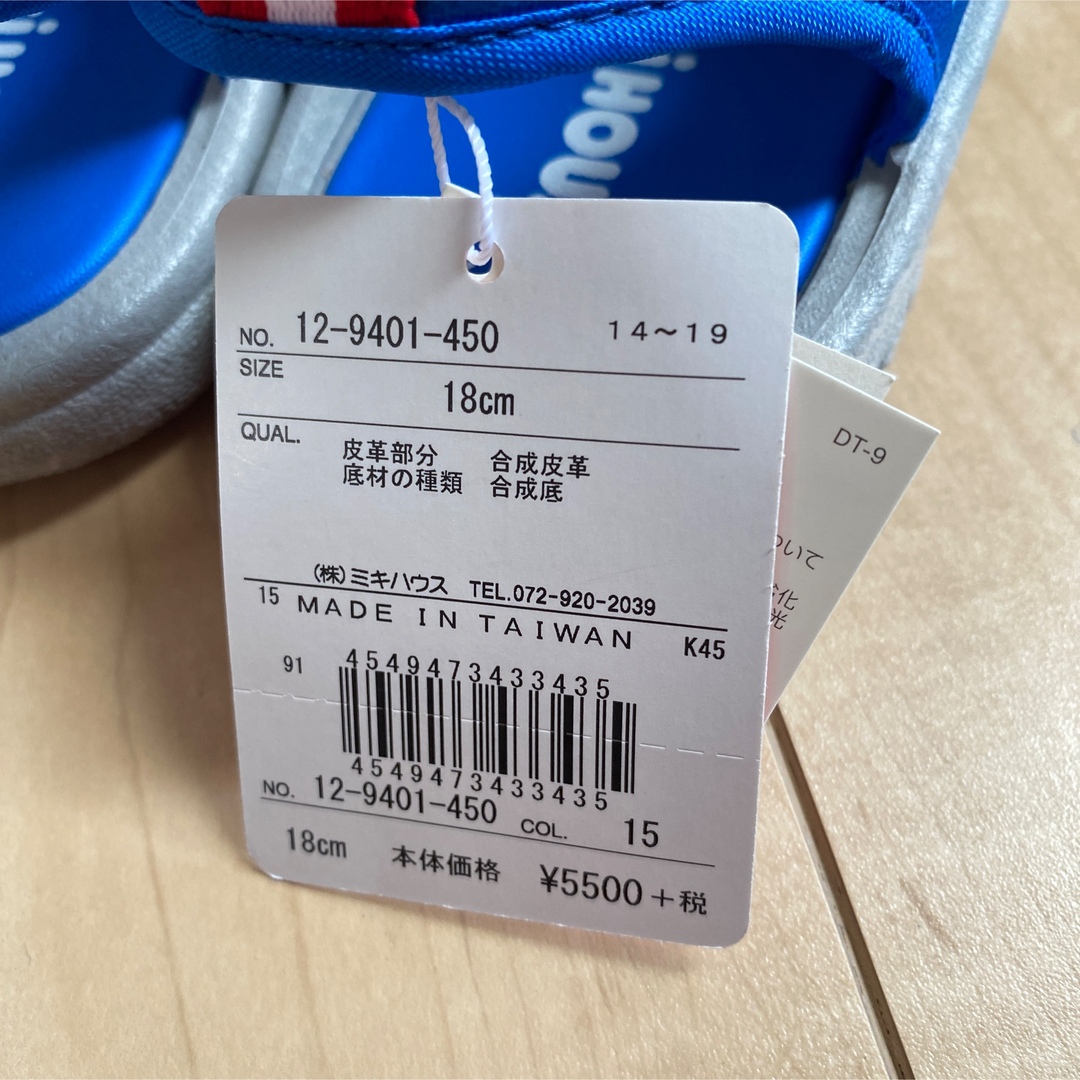 iHOU
NO. 12-9401-450 14～19
SIZE 18cm
QUAL. 皮革部分 合成皮革
底材の種類 合成底
(株)ミキハウス TEL.072-920-2039
15 MADE IN TAIWAN K45
91 4549473433435
4549473433435
NO. 12-9401-450 COL. 15
18cm 本体価格 ¥5500+税
DT-9
ついて
化
光